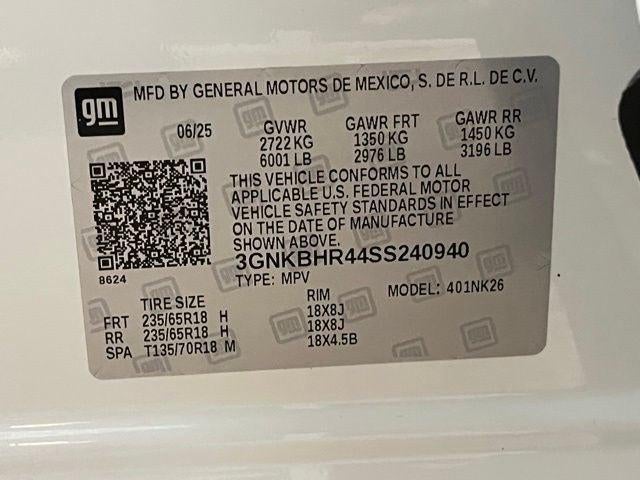 gm MFD BY GENERAL MOTORS DE MEXICO, S. DE R.L. DE C.V.
06/25 GVWR GAWR FRT GAWR RR
2722 KG 1350 KG 1450 KG
6001 LB 2976 LB 3196 LB
THIS VEHICLE CONFORMS TO ALL
APPLICABLE U.S. FEDERAL MOTOR
VEHICLE SAFETY STANDARDS IN EFFECT
ON THE DATE OF MANUFACTURE
SHOWN ABOVE.
8624
3GNKBHR44SS240940
TYPE: MPV MODEL: 401NK26
TIRE SIZE RIM
FRT 235/65R18 H 18X8J
RR 235/65R18 H 18X8J
SPA T135/70R18 M 18X4.5B